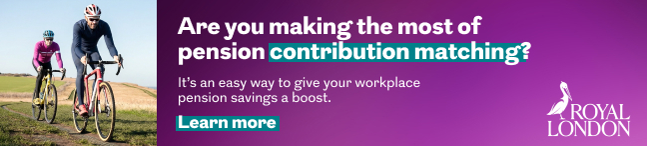 Are you making the most of
pension contribution matching?
It's an easy way to give your workplace
pension savings a boost.
Learn more
ROYAL
LONDON